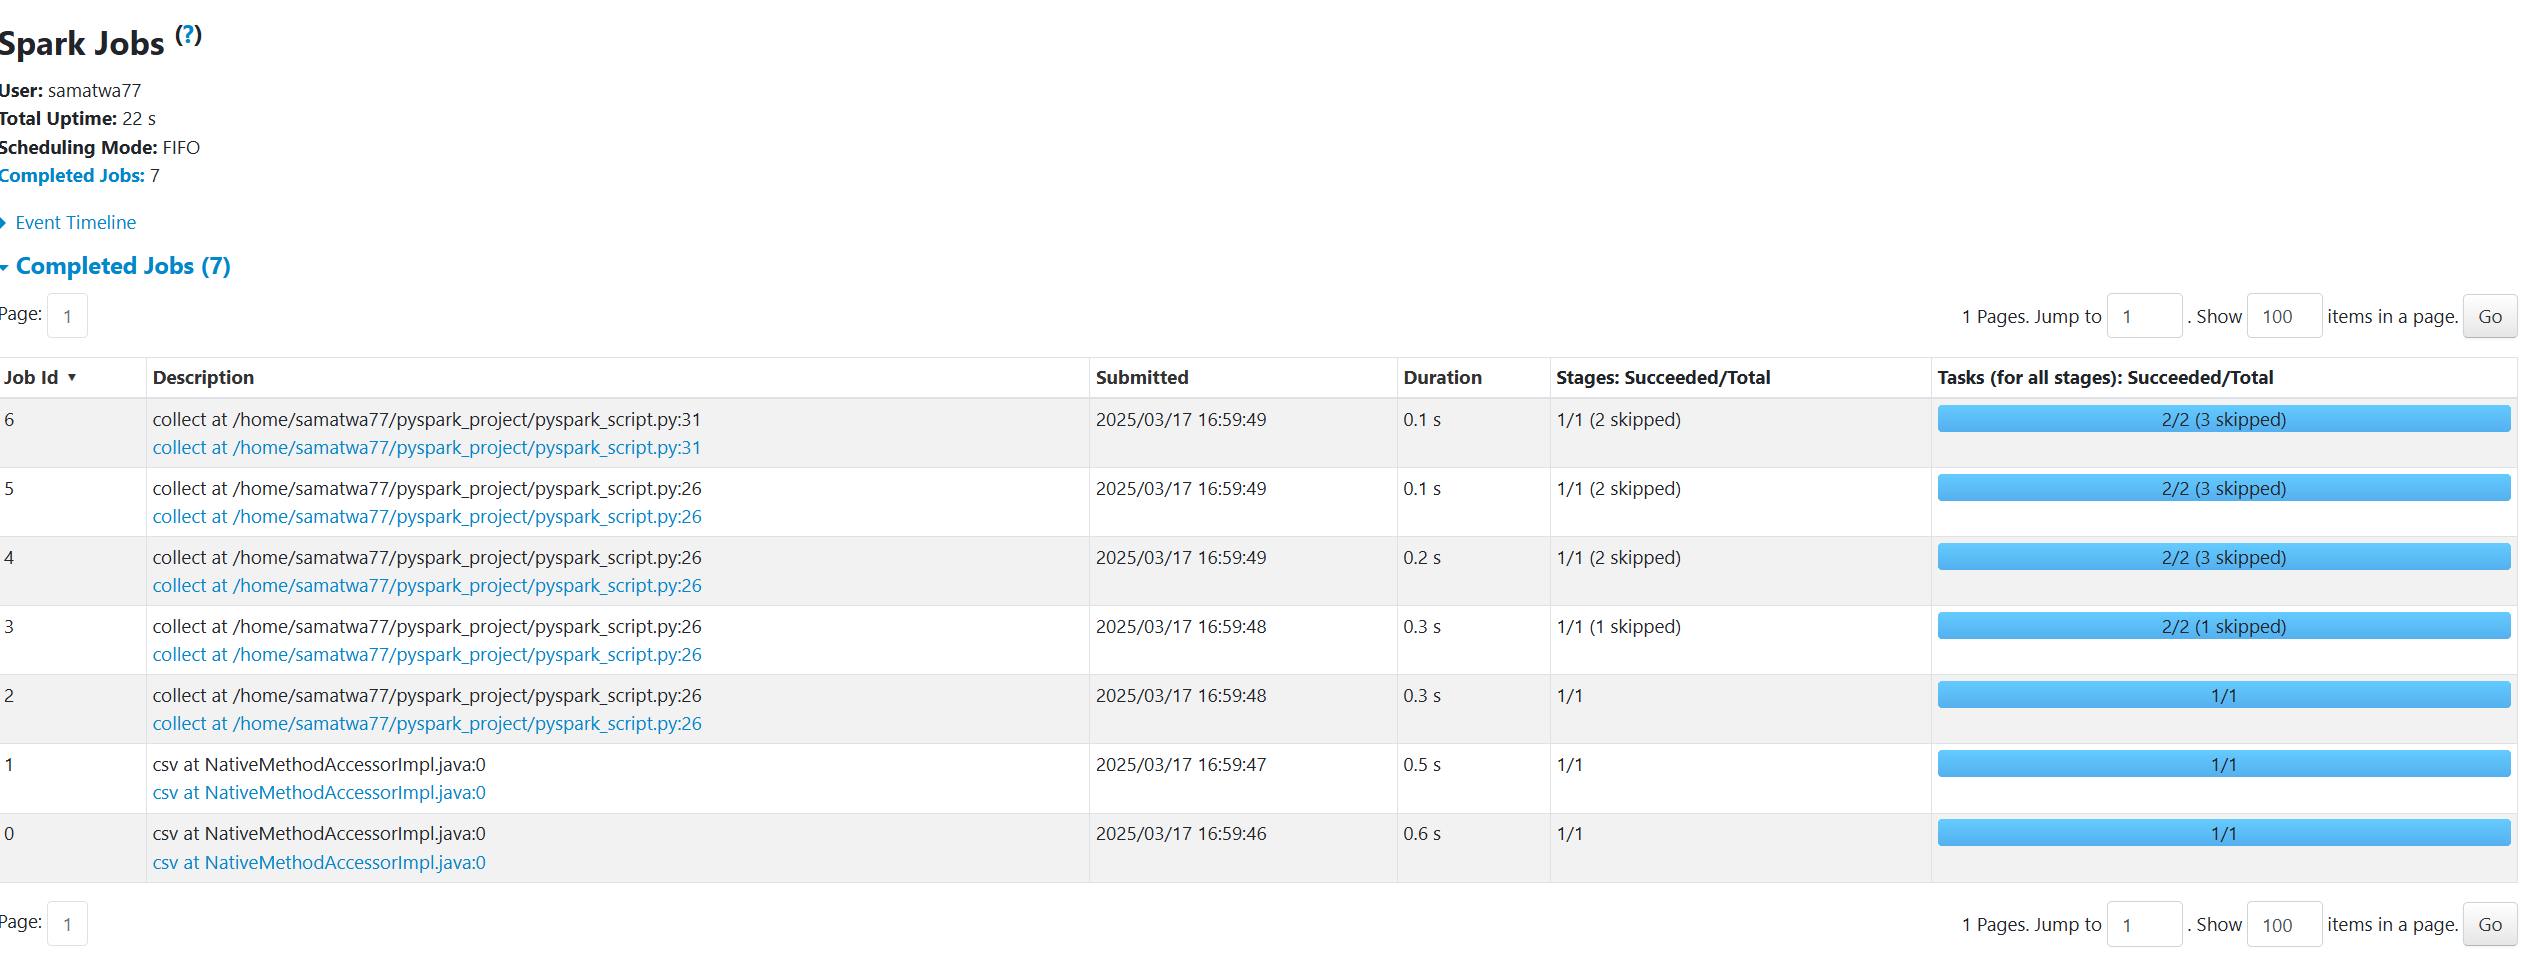 Spark Jobs (?)
User: samatwa77
Total Uptime: 22 s
Scheduling Mode: FIFO
Completed Jobs: 7
Event Timeline
Completed Jobs (7)
Page: 1
1 Pages. Jump to 1 . Show 100 items in a page. Go
Job Id ▼ Description Submitted Duration Stages: Succeeded/Total Tasks (for all stages): Succeeded/Total
6 collect at /home/samatwa77/pyspark_project/pyspark_script.py:31 2025/03/17 16:59:49 0.1 s 1/1 (2 skipped) 2/2 (3 skipped)
collect at /home/samatwa77/pyspark_project/pyspark_script.py:31
5 collect at /home/samatwa77/pyspark_project/pyspark_script.py:26 2025/03/17 16:59:49 0.1 s 1/1 (2 skipped) 2/2 (3 skipped)
collect at /home/samatwa77/pyspark_project/pyspark_script.py:26
4 collect at /home/samatwa77/pyspark_project/pyspark_script.py:26 2025/03/17 16:59:49 0.2 s 1/1 (2 skipped) 2/2 (3 skipped)
collect at /home/samatwa77/pyspark_project/pyspark_script.py:26
3 collect at /home/samatwa77/pyspark_project/pyspark_script.py:26 2025/03/17 16:59:48 0.3 s 1/1 (1 skipped) 2/2 (1 skipped)
collect at /home/samatwa77/pyspark_project/pyspark_script.py:26
2 collect at /home/samatwa77/pyspark_project/pyspark_script.py:26 2025/03/17 16:59:48 0.3 s 1/1 1/1
collect at /home/samatwa77/pyspark_project/pyspark_script.py:26
1 csv at NativeMethodAccessorImpl.java:0 2025/03/17 16:59:47 0.5 s 1/1 1/1
csv at NativeMethodAccessorImpl.java:0
0 csv at NativeMethodAccessorImpl.java:0 2025/03/17 16:59:46 0.6 s 1/1 1/1
csv at NativeMethodAccessorImpl.java:0
Page: 1
1 Pages. Jump to 1 . Show 100 items in a page. Go